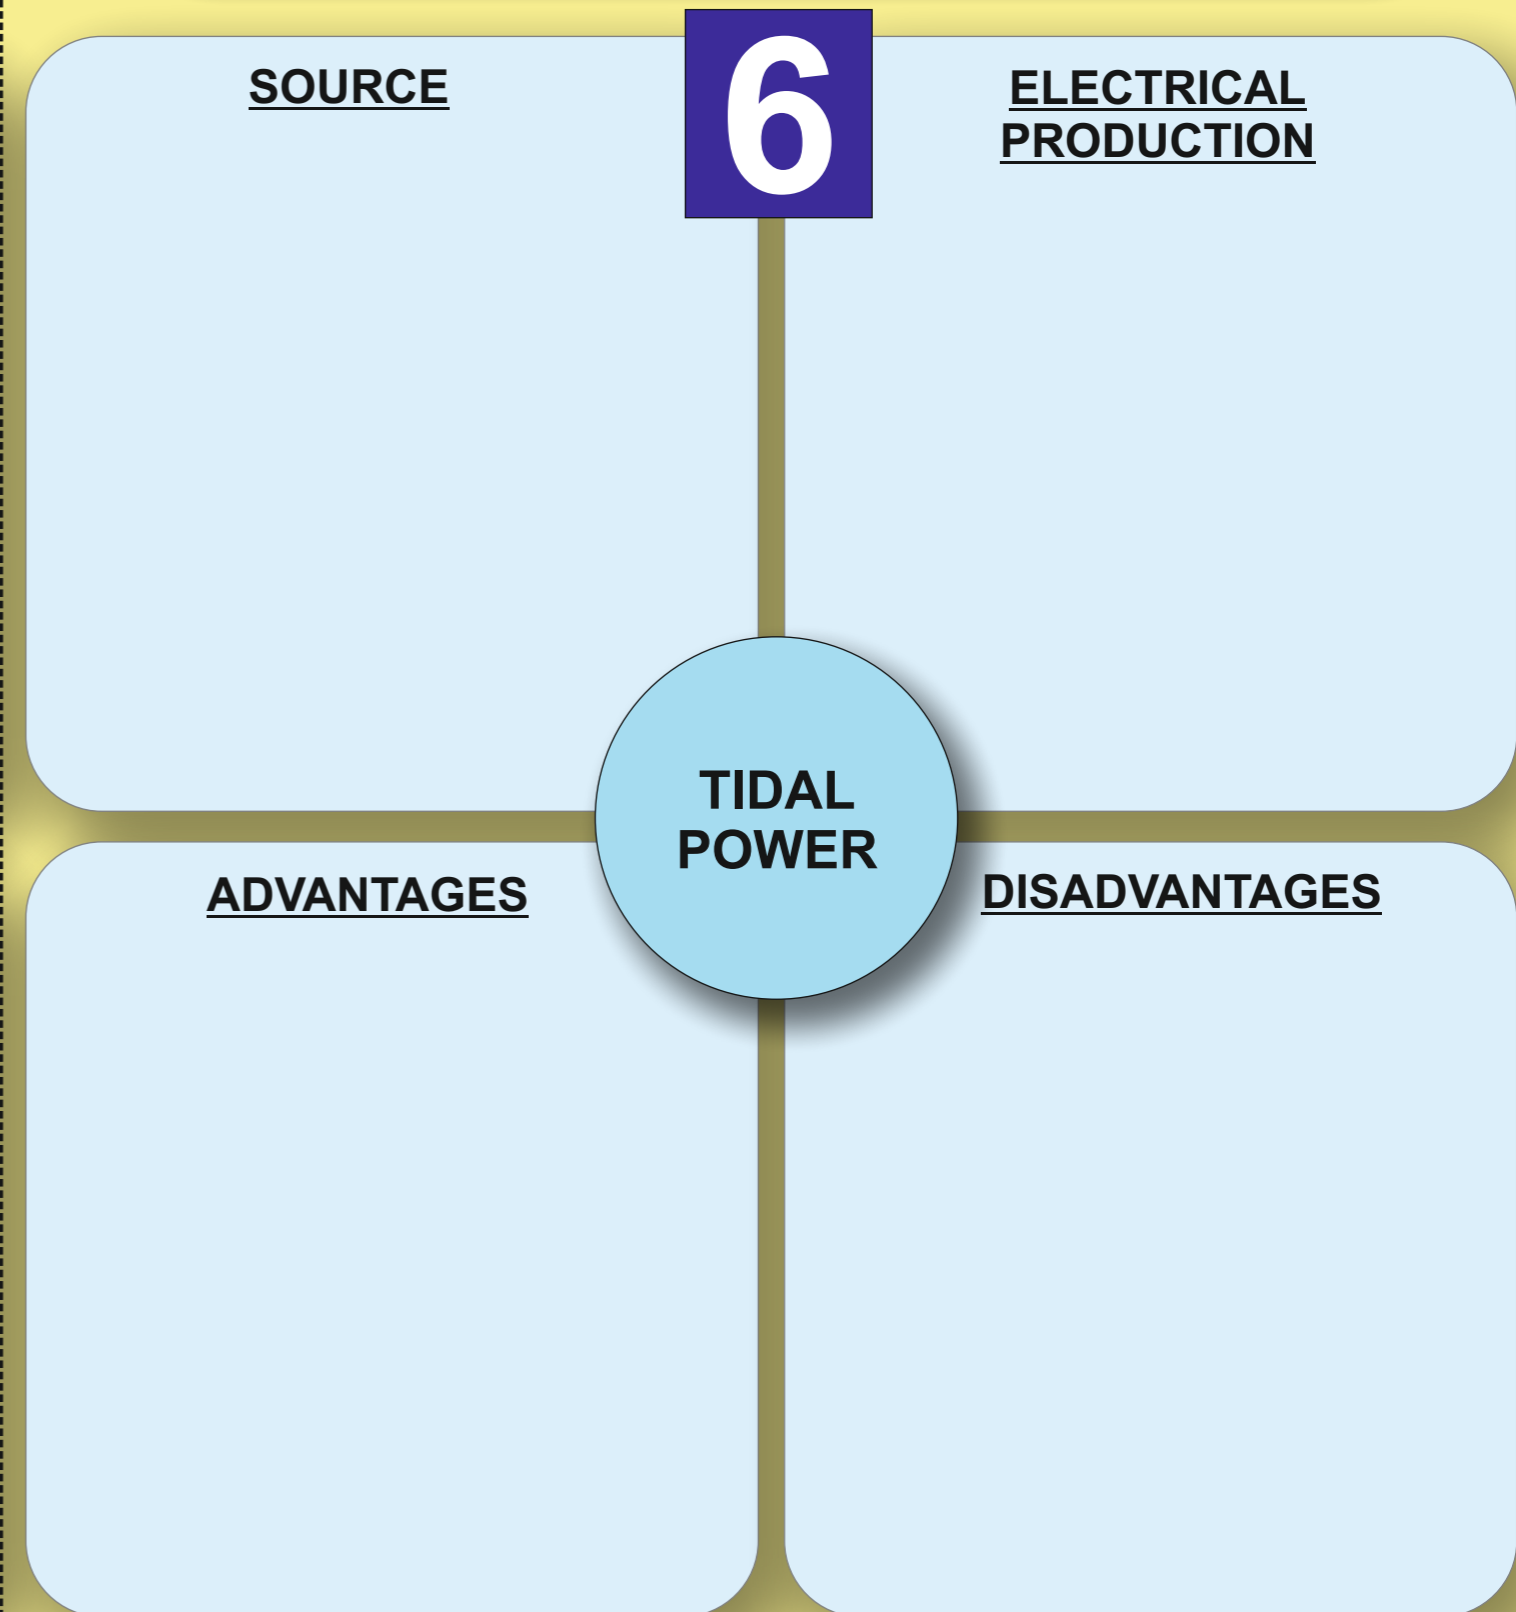 SOURCE
6
ELECTRICAL
PRODUCTION
TIDAL
POWER
ADVANTAGES
DISADVANTAGES